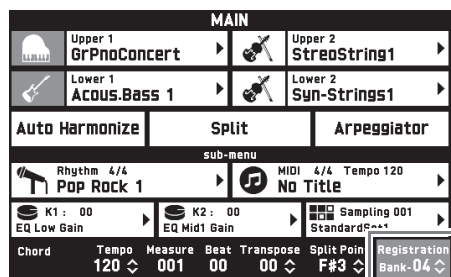 MAIN
Upper 1
GrPnoConcert
Upper 2
StreoString1
Lower 1
Acous.Bass 1
Lower 2
Syn-Strings1
Auto Harmonize
Split
Arpeggiator
sub-menu
Rhythm 4/4
Pop Rock 1
MIDI 4/4 Tempo 120
No Title
K1: 00
EQ Low Gain
K2: 00
EQ Mid1 Gain
Sampling 001
StandardSet1
Chord Tempo Measure Beat Transpose Split Poin Registration
120 001 00 00 F#3 Bank-04